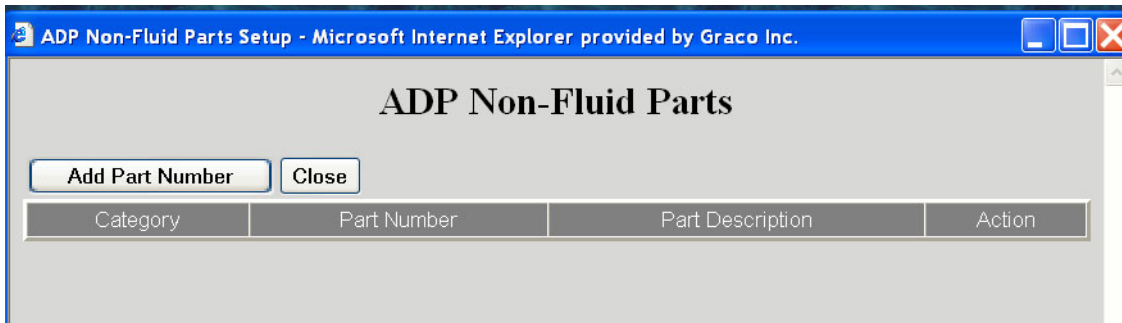 ADP Non-Fluid Parts Setup - Microsoft Internet Explorer provided by Graco Inc.
ADP Non-Fluid Parts
Add Part Number Close
Category Part Number Part Description Action